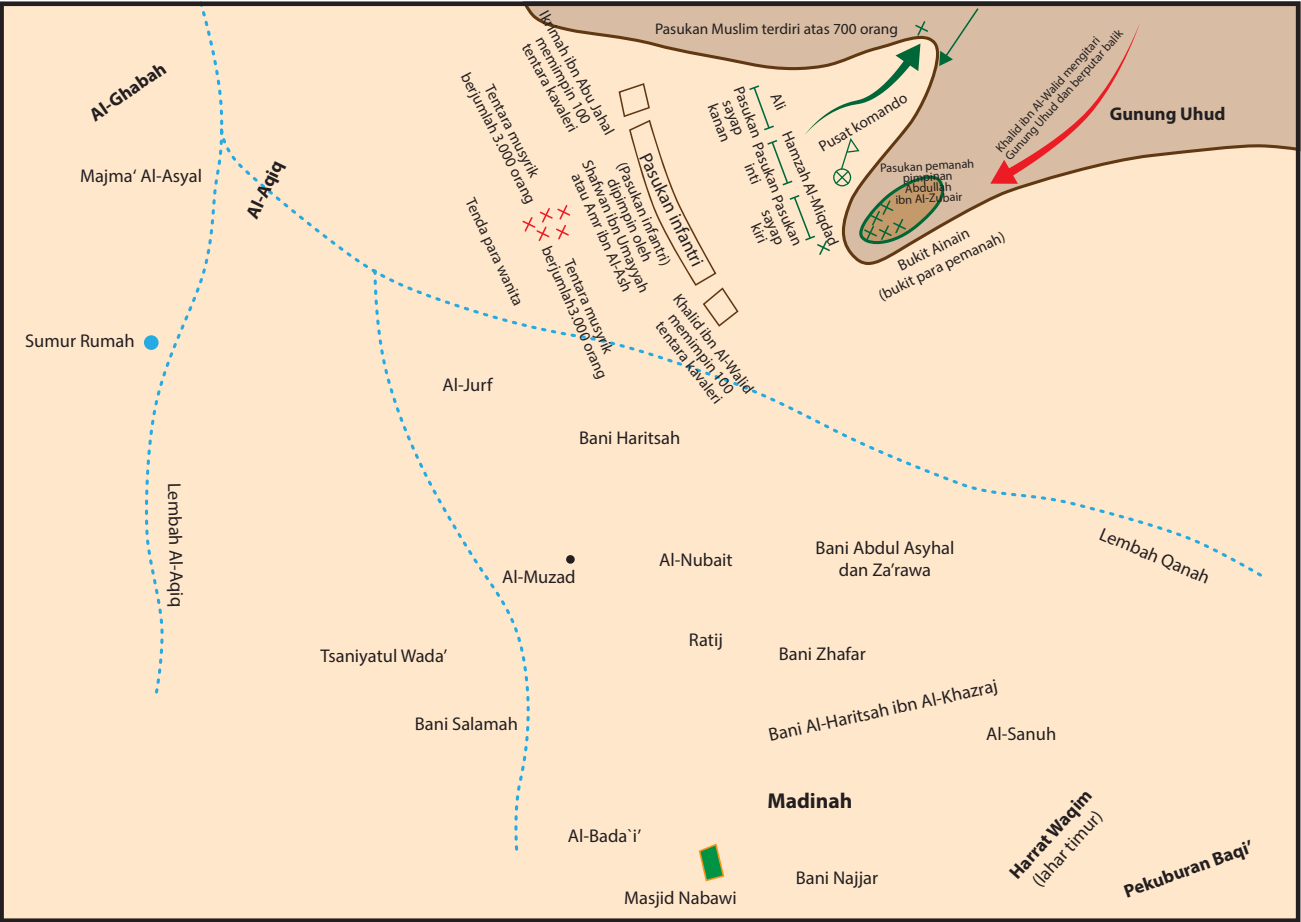 Pasukan Muslim terdiri atas 700 orang
Khalid ibn Al-Walid mengitari
Gunung Uhud dan berputar balik
Gunung Uhud
Al-Ghabah
Majma‘ Al-Asyal
Al-Aqiq
Ikrimah ibn Abu Jahal
memimpin 100
tentara kavaleri
Tentara musyrik
berjumlah 3.000 orang
Pasukan infantri
(Pasukan infantri)
dipimpin oleh
Shafwan ibn Umayyah
atau Amr ibn Al-Ash
Ali
Pasukan
sayap
kanan
Hamzah
Pasukan
inti
Al-Miqdad
Pasukan
sayap
kiri
Pusat komando
Pasukan pemanah
pimpinan
Abdullah
ibn Al-Zubair
Bukit Ainain
(bukit para pemanah)
Tenda para wanita
Tentara musyrik
berjumlah3.000 orang
Khalid ibn Al-Walid
memimpin 100
tentara kavaleri
Sumur Rumah
Al-Jurf
Bani Haritsah
Lembah Al-Aqiq
Al-Muzad
Al-Nubait
Bani Abdul Asyhal
dan Za’rawa
Lembah Qanah
Ratij
Tsaniyatul Wada’
Bani Zhafar
Bani Salamah
Bani Al-Haritsah ibn Al-Khazraj
Al-Sanuh
Madinah
Al-Bada`i’
Masjid Nabawi
Bani Najjar
Harrat Waqim
(lahar timur)
Pekuburan Baqi’